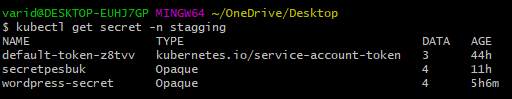 varid@DESKTOP-EUHJ7GP MINGW64 ~/OneDrive/Desktop
$ kubectl get secret -n stagging
NAME TYPE DATA AGE
default-token-z8tvv kubernetes.io/service-account-token 3 44h
secretpesbuk Opaque 4 11h
wordpress-secret Opaque 4 5h6m